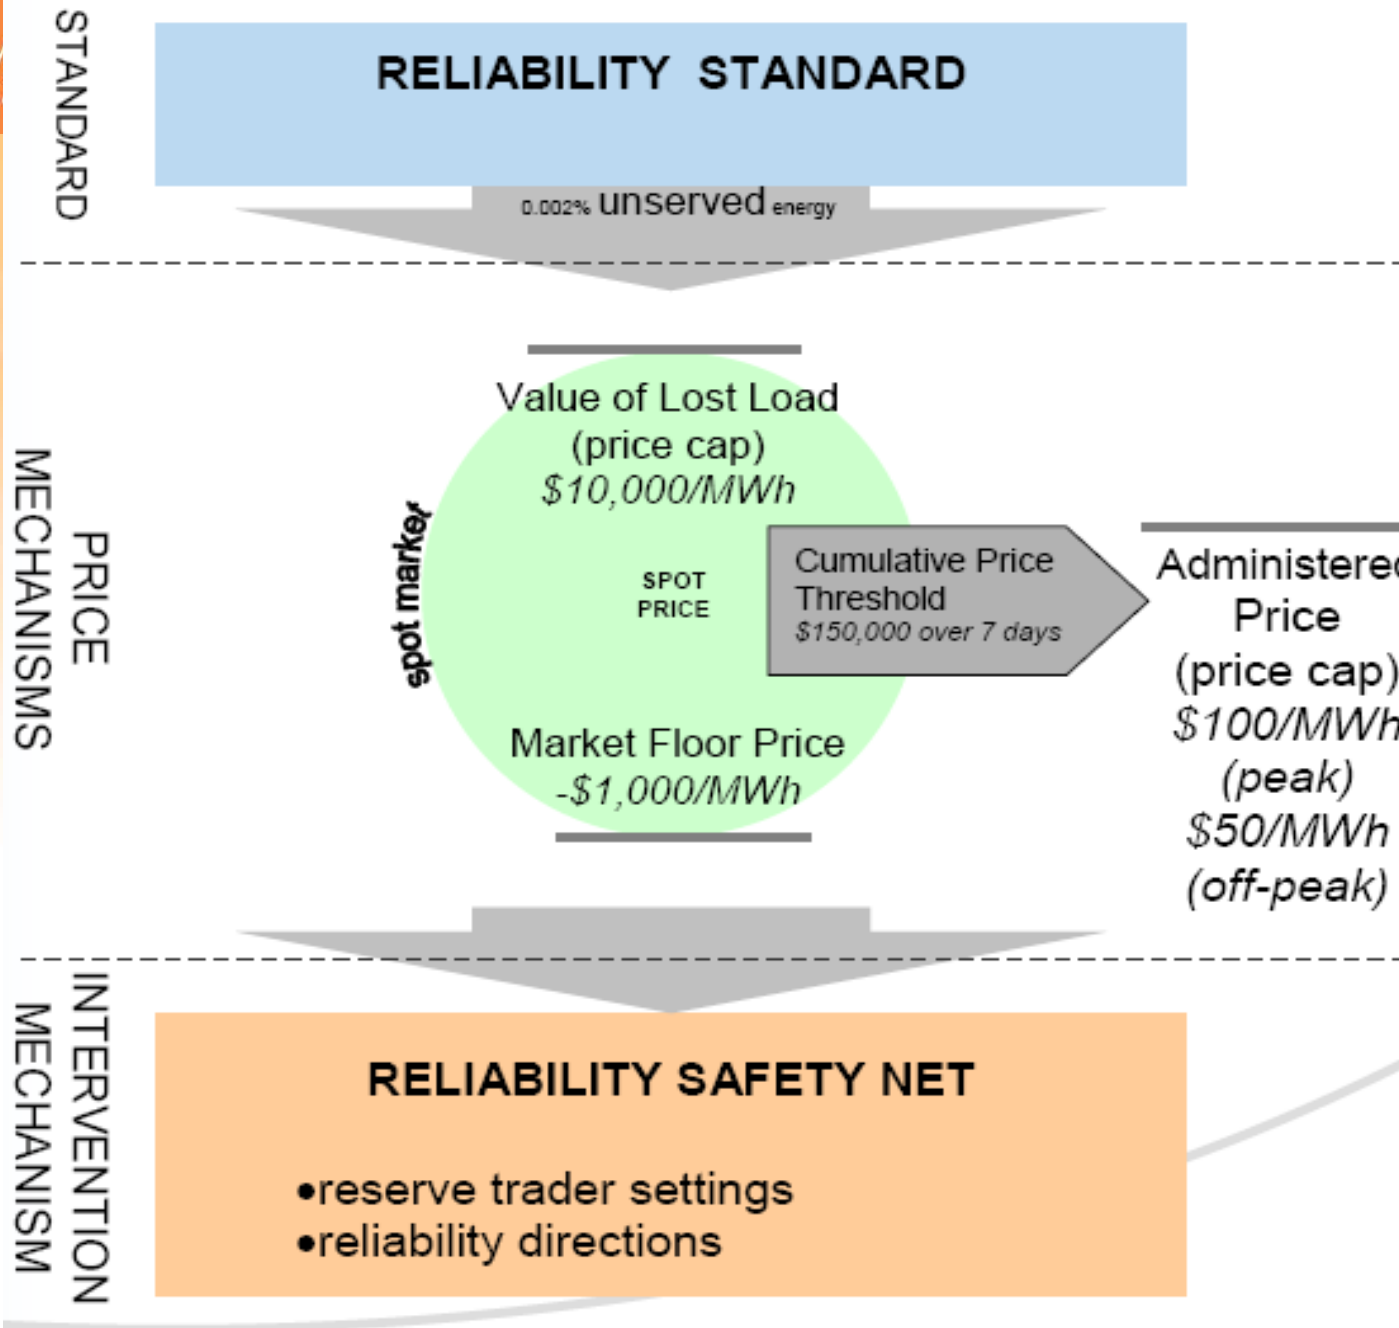 STANDARD
RELIABILITY STANDARD
0.002% unserved energy
PRICE
MECHANISMS
spot market
Value of Lost Load
(price cap)
$10,000/MWh
SPOT
PRICE
Cumulative Price
Threshold
$150,000 over 7 days
Market Floor Price
-$1,000/MWh
Administered
Price
(price cap)
$100/MWh
(peak)
$50/MWh
(off-peak)
INTERVENTION
MECHANISM
RELIABILITY SAFETY NET
•reserve trader settings
•reliability directions